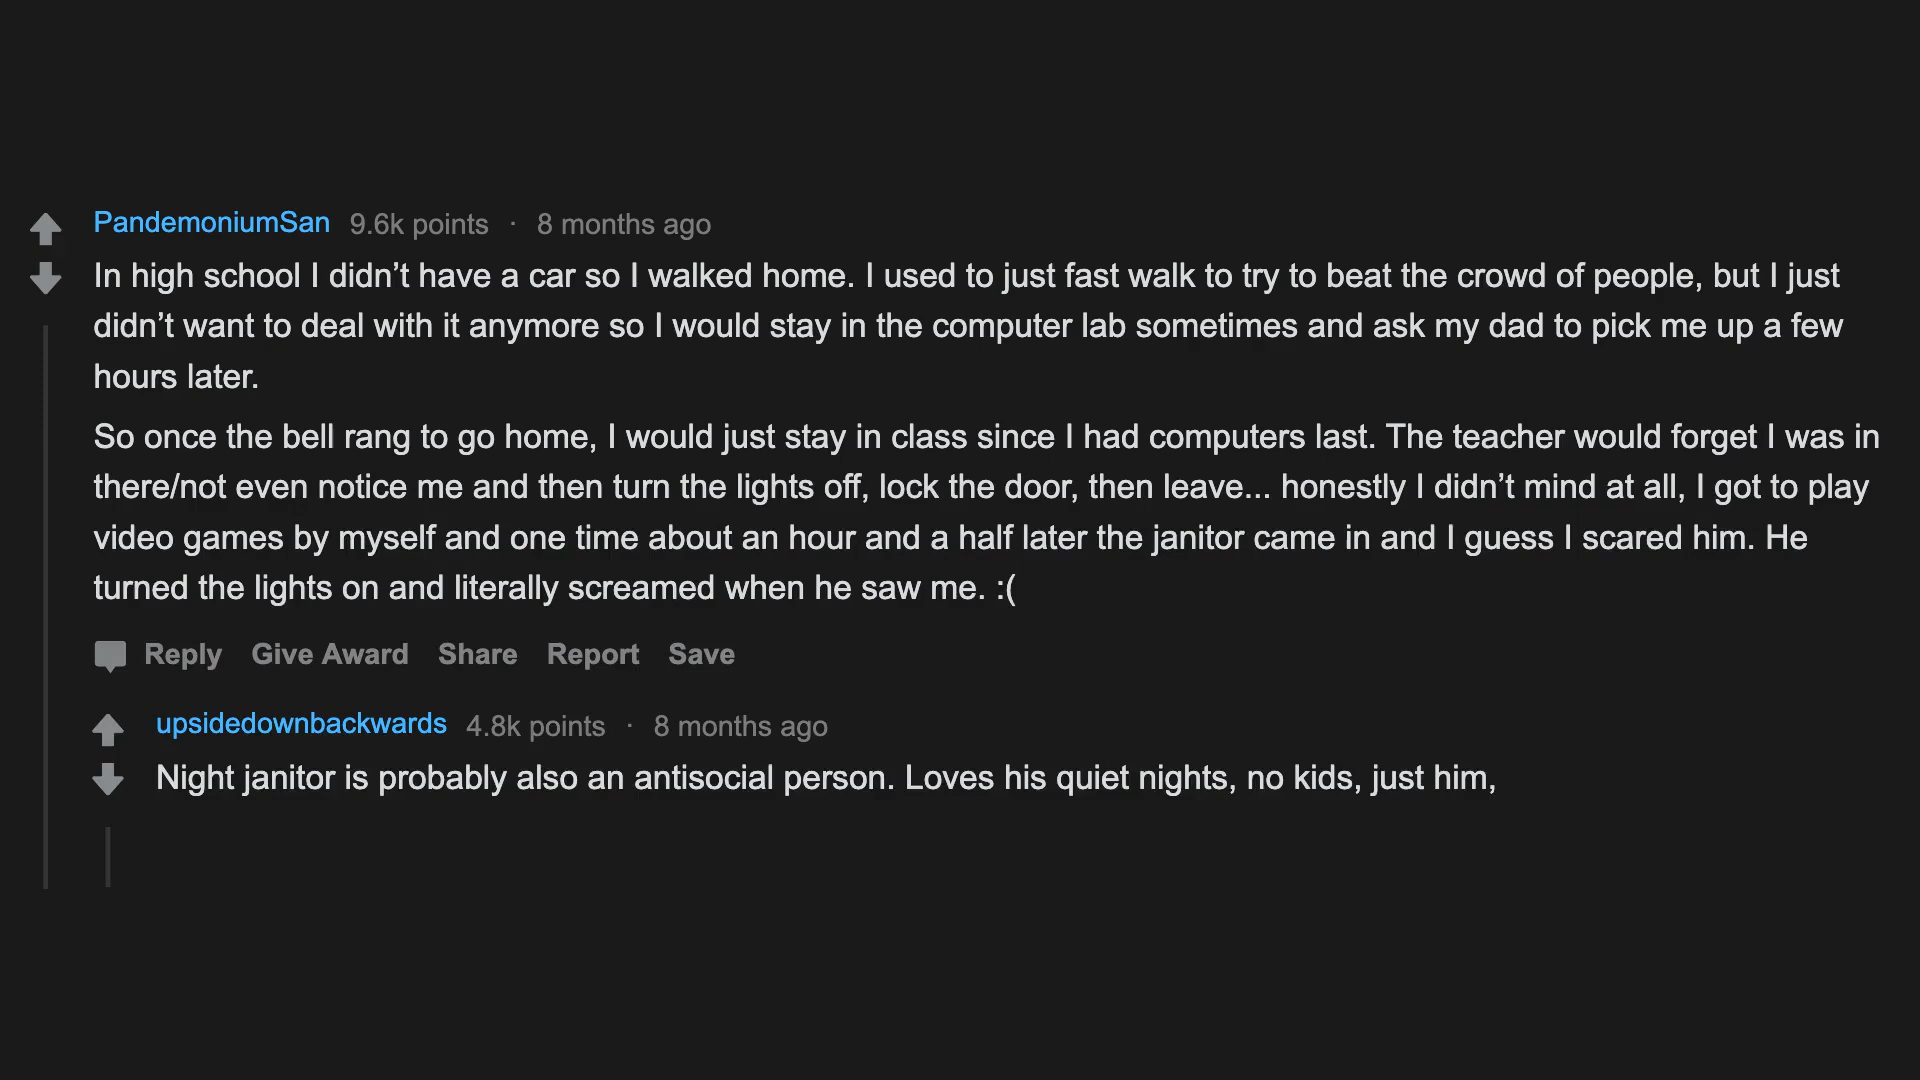 PandemoniumSan 9.6k points · 8 months ago
In high school I didn’t have a car so I walked home. I used to just fast walk to try to beat the crowd of people, but I just
didn’t want to deal with it anymore so I would stay in the computer lab sometimes and ask my dad to pick me up a few
hours later.
So once the bell rang to go home, I would just stay in class since I had computers last. The teacher would forget I was in
there/not even notice me and then turn the lights off, lock the door, then leave... honestly I didn’t mind at all, I got to play
video games by myself and one time about an hour and a half later the janitor came in and I guess I scared him. He
turned the lights on and literally screamed when he saw me. :(
Reply Give Award Share Report Save
upsidedownbackwards 4.8k points · 8 months ago
Night janitor is probably also an antisocial person. Loves his quiet nights, no kids, just him,